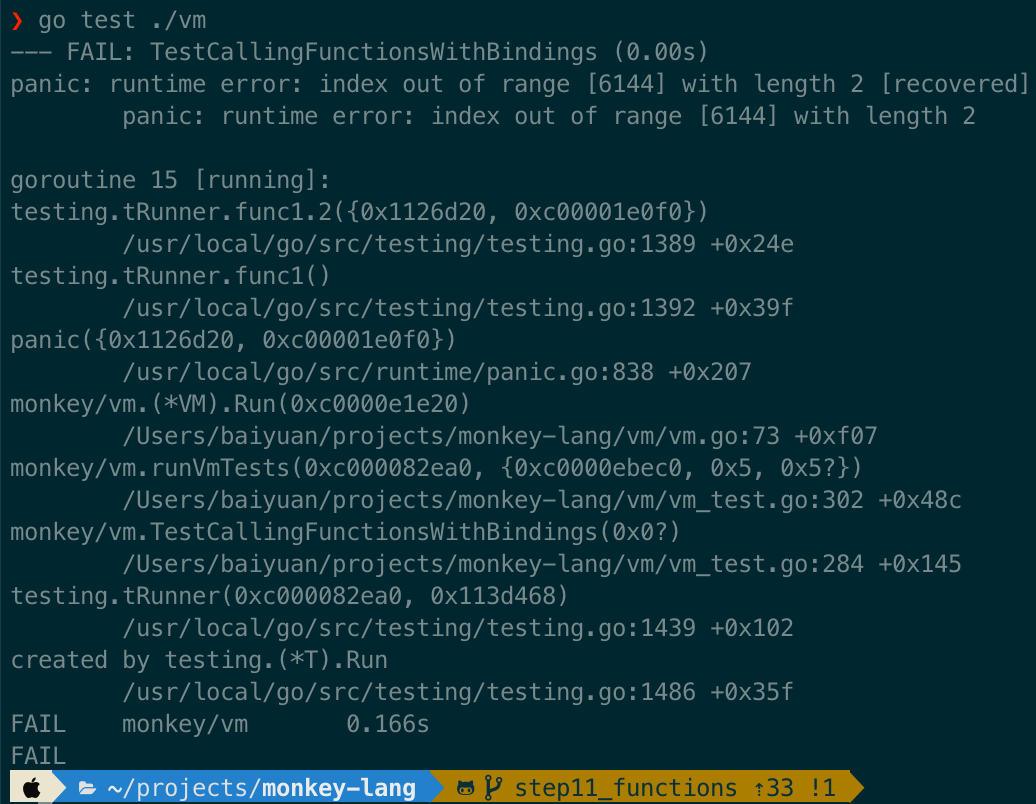 ❯ go test ./vm
--- FAIL: TestCallingFunctionsWithBindings (0.00s)
panic: runtime error: index out of range [6144] with length 2 [recovered]
        panic: runtime error: index out of range [6144] with length 2

goroutine 15 [running]:
testing.tRunner.func1.2({0x1126d20, 0xc00001e0f0})
        /usr/local/go/src/testing/testing.go:1389 +0x24e
testing.tRunner.func1()
        /usr/local/go/src/testing/testing.go:1392 +0x39f
panic({0x1126d20, 0xc00001e0f0})
        /usr/local/go/src/runtime/panic.go:838 +0x207
monkey/vm.(*VM).Run(0xc0000e1e20)
        /Users/baiyuan/projects/monkey-lang/vm/vm.go:73 +0xf07
monkey/vm.runVmTests(0xc000082ea0, {0xc0000ebec0, 0x5, 0x5?})
        /Users/baiyuan/projects/monkey-lang/vm/vm_test.go:302 +0x48c
monkey/vm.TestCallingFunctionsWithBindings(0x0?)
        /Users/baiyuan/projects/monkey-lang/vm/vm_test.go:284 +0x145
testing.tRunner(0xc000082ea0, 0x113d468)
        /usr/local/go/src/testing/testing.go:1439 +0x102
created by testing.(*T).Run
        /usr/local/go/src/testing/testing.go:1486 +0x35f
FAIL    monkey/vm       0.166s
FAIL
~/projects/monkey-lang step11_functions ⇡33 !1